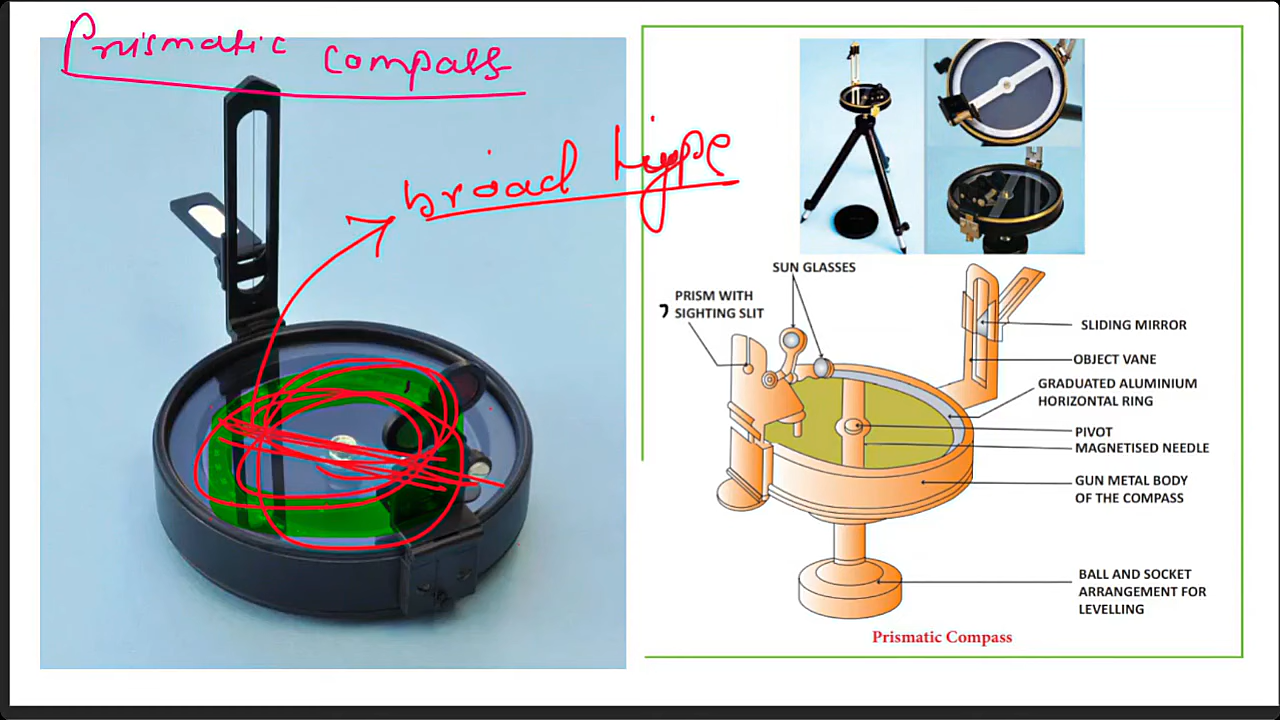 Prismatic compass
broad type
SUN GLASSES
PRISM WITH
SIGHTING SLIT
SLIDING MIRROR
OBJECT VANE
GRADUATED ALUMINIUM
HORIZONTAL RING
PIVOT
MAGNETISED NEEDLE
GUN METAL BODY
OF THE COMPASS
BALL AND SOCKET
ARRANGEMENT FOR
LEVELLING
Prismatic Compass